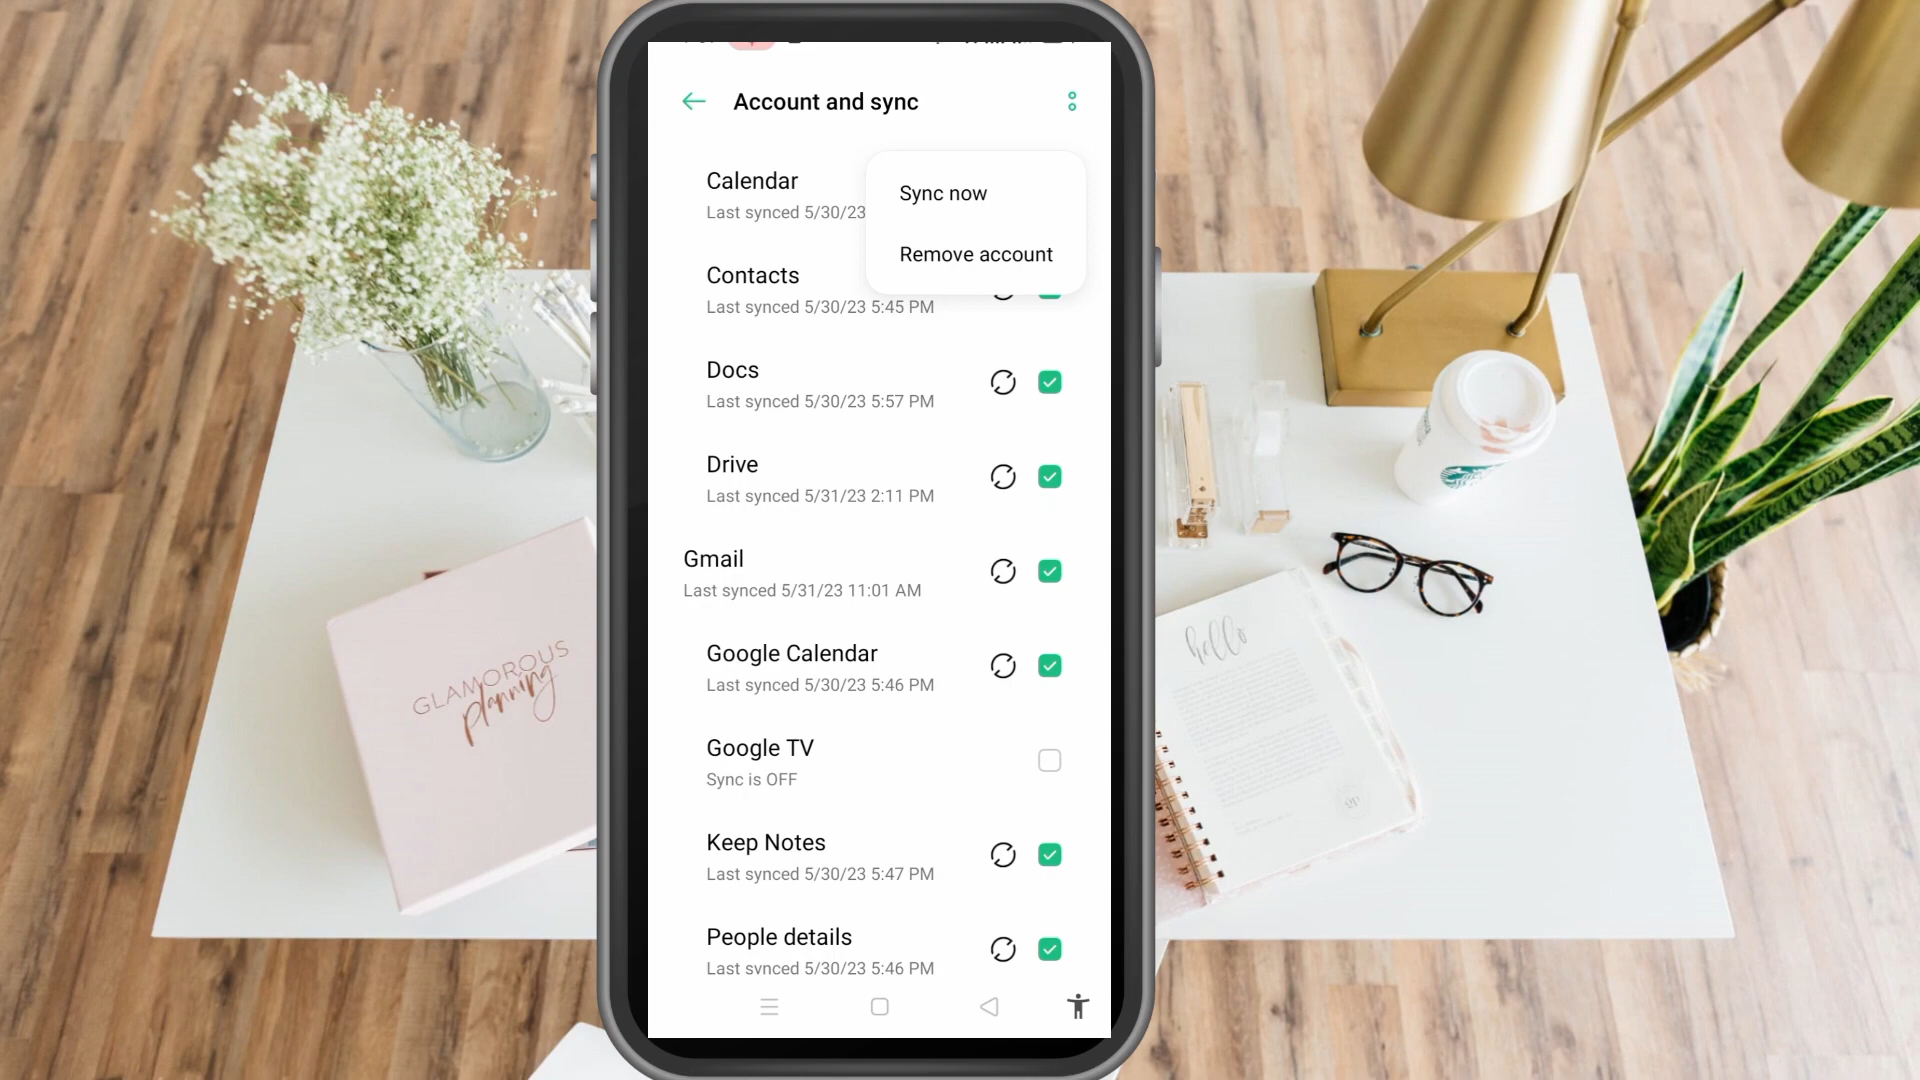 Account and sync
Sync now
Remove account
Calendar
Last synced 5/30/23
Contacts
Last synced 5/30/23 5:45 PM
Docs
Last synced 5/30/23 5:57 PM
Drive
Last synced 5/31/23 2:11 PM
Gmail
Last synced 5/31/23 11:01 AM
Google Calendar
Last synced 5/30/23 5:46 PM
Google TV
Sync is OFF
Keep Notes
Last synced 5/30/23 5:47 PM
People details
Last synced 5/30/23 5:46 PM
GLAMOROUS
planning
hello